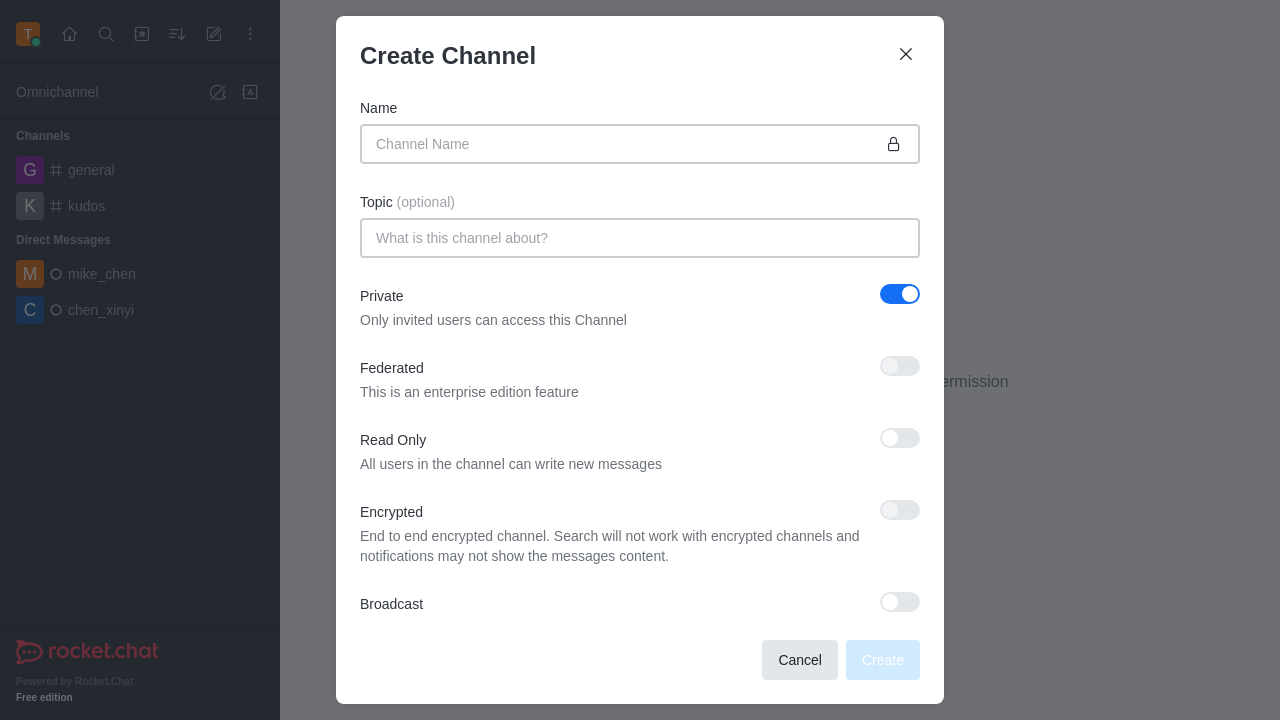 T
Omnichannel
Channels
G general
K kudos
Direct Messages
M mike_chen
C chen_xinyi
rocket.chat
Powered by Rocket.Chat
Free edition
Create Channel
Name
Channel Name
Topic (optional)
What is this channel about?
Private
Only invited users can access this Channel
Federated
This is an enterprise edition feature
Read Only
All users in the channel can write new messages
Encrypted
End to end encrypted channel. Search will not work with encrypted channels and
notifications may not show the messages content.
Broadcast
Cancel Create